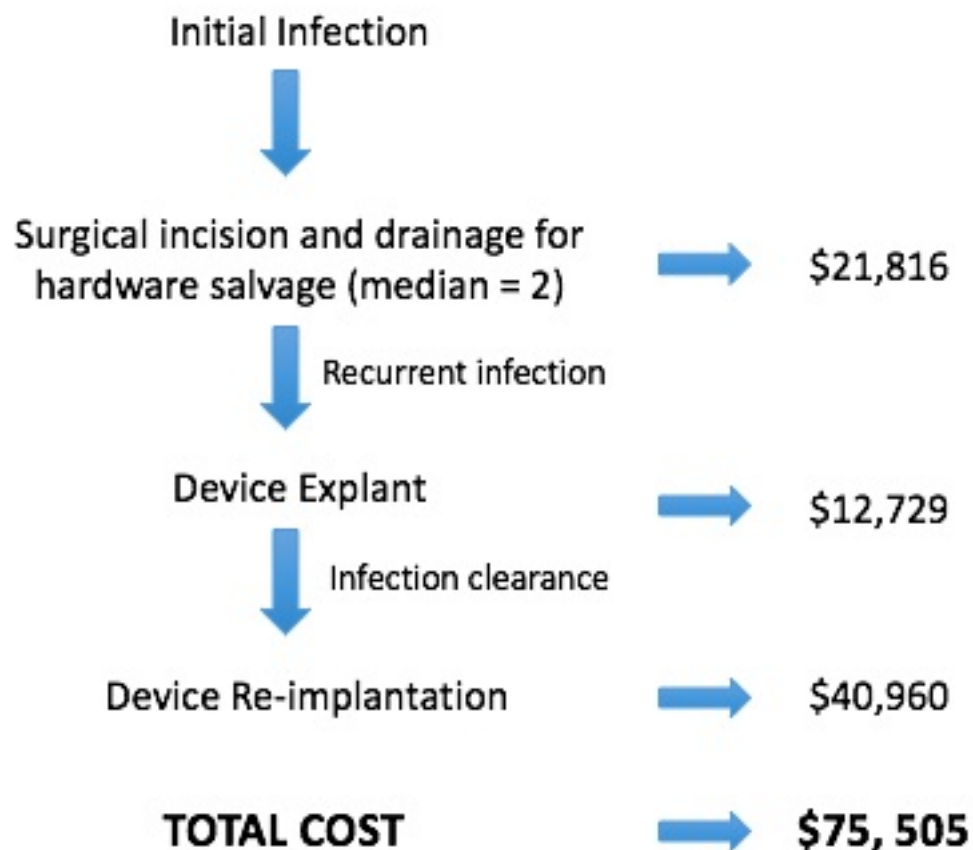 Initial Infection
Surgical incision and drainage for
hardware salvage (median = 2)
$21,816
Recurrent infection
Device Explant
$12,729
Infection clearance
Device Re-implantation
$40,960
TOTAL COST
$75, 505